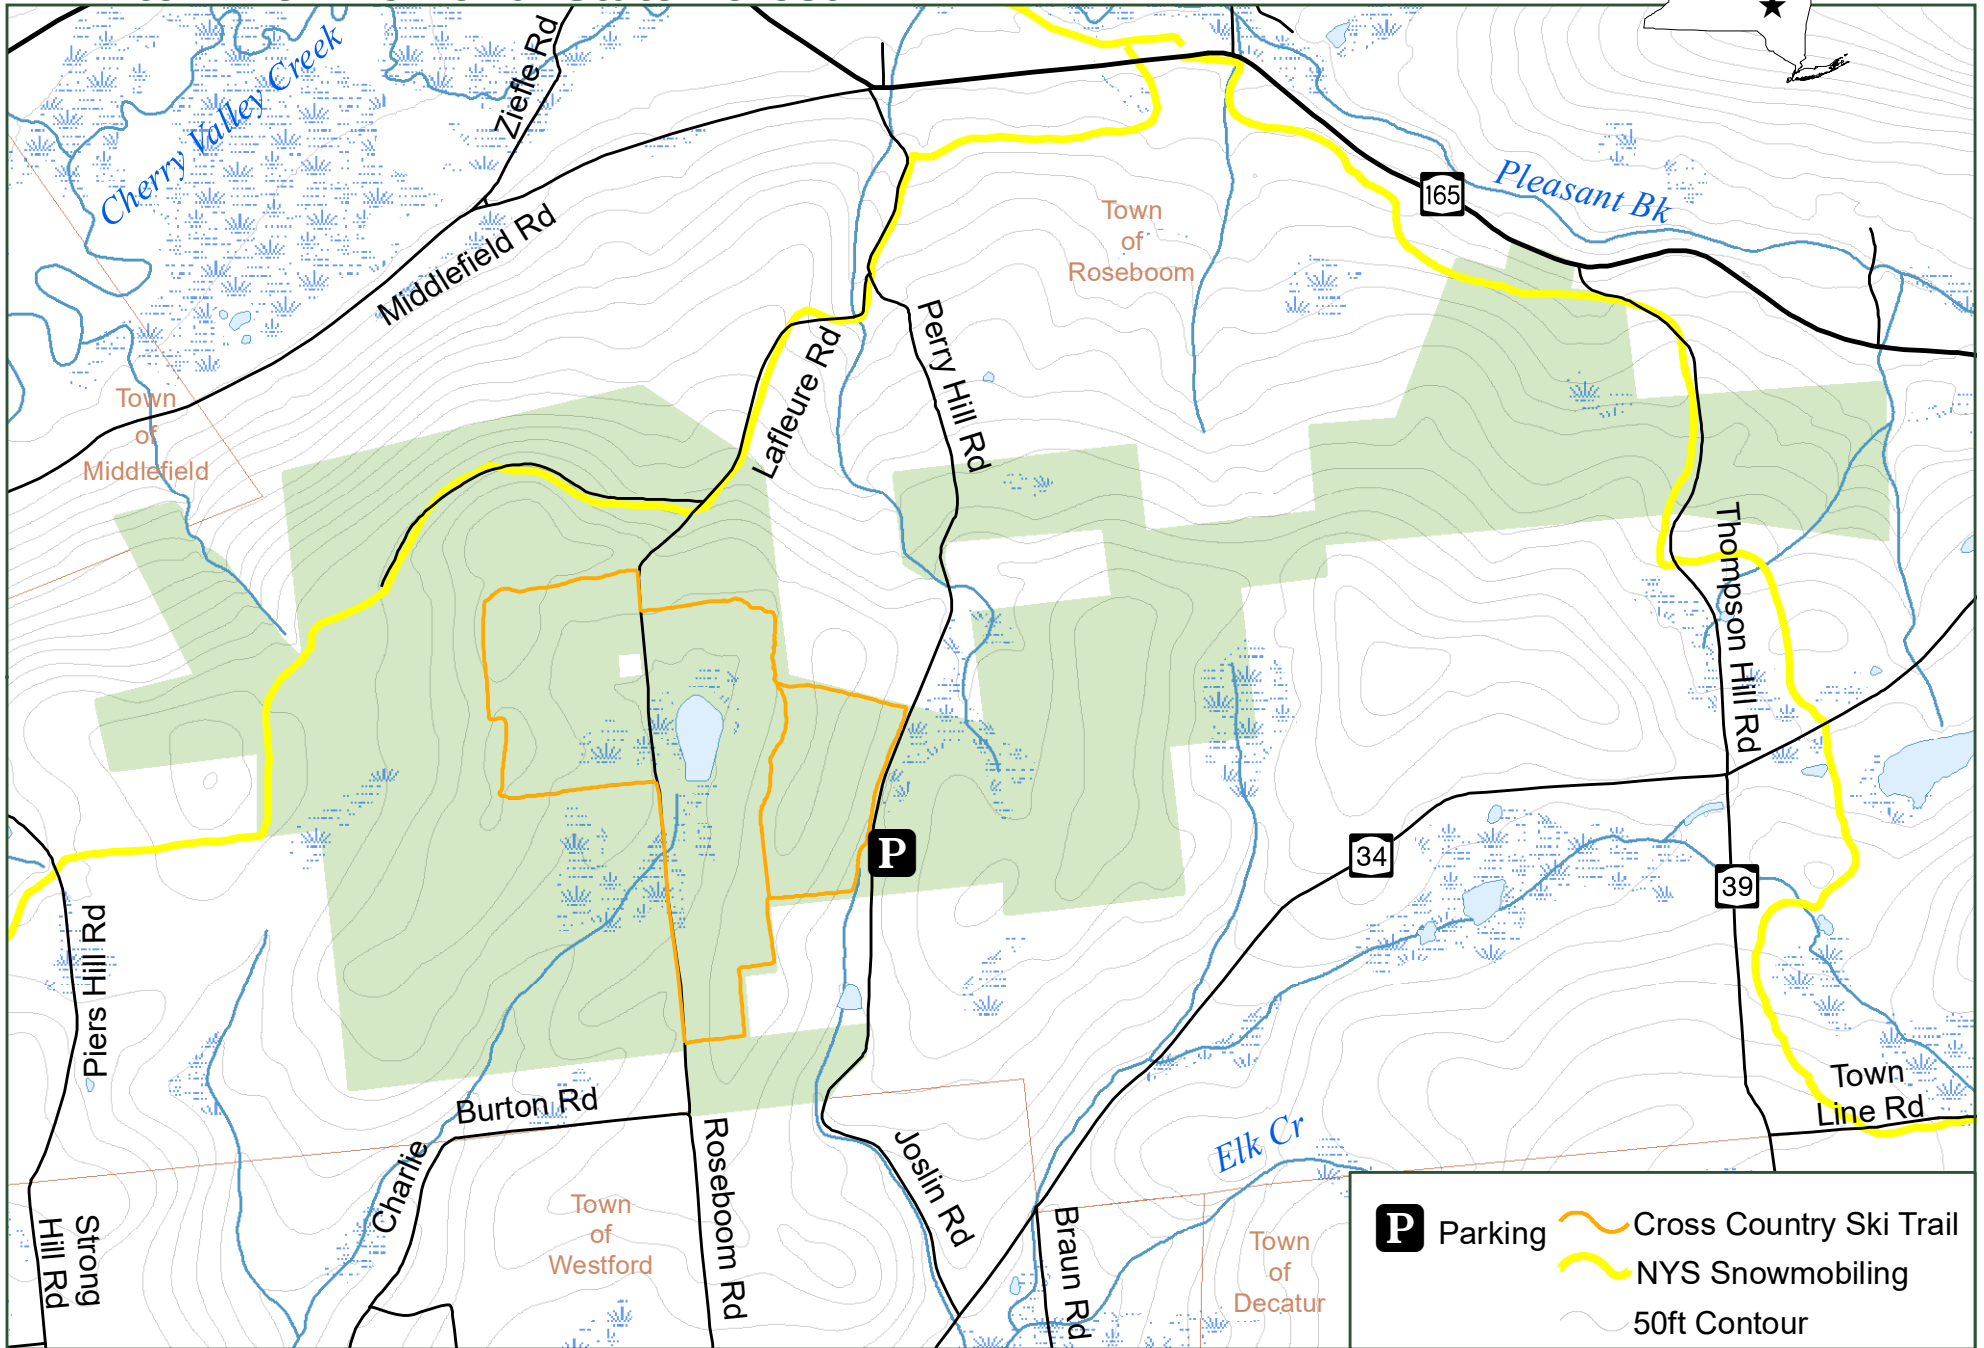 Cherry Valley Creek
Zieffe Rd
Middlefield Rd
165
Pleasant Bk
Town
of
Roseboom
Perry Hill Rd
Lafleure Rd
Town
of
Middlefield
Thompson Hill Rd
P
34
39
Piers Hill Rd
Town
Line Rd
Burton Rd
Charlie
Roseboom Rd
Joslin Rd
Elk Cr
Braun Rd
Strong
Hill Rd
Town
of
Westford
Town
of
Decatur
P Parking
Cross Country Ski Trail
NYS Snowmobiling
50ft Contour